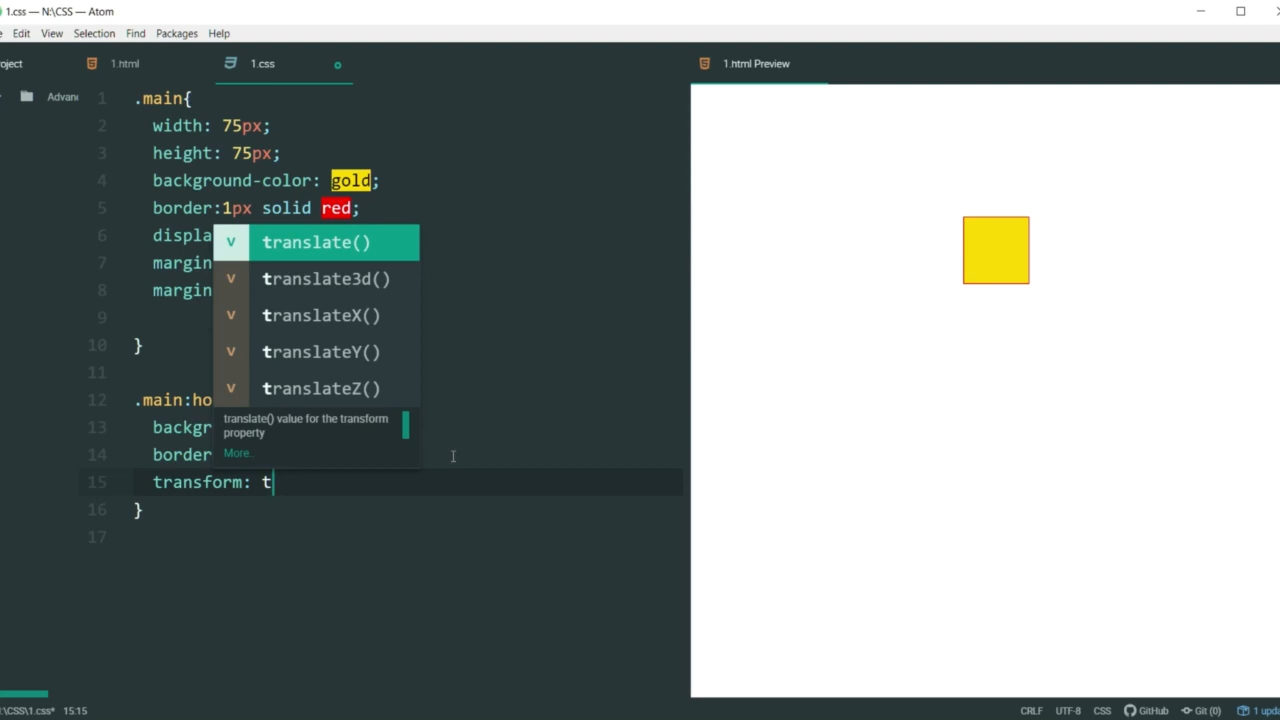 1.css — N:\CSS — Atom
Edit View Selection Find Packages Help
oject 1.html 1.css 1.html Preview
Advan
1 .main{
2 width: 75px;
3 height: 75px;
4 background-color: gold;
5 border:1px solid red;
6 displa
7 margin
8 margin
9
10 }
11
12 .main:ho
13 backgr
14 border
15 transform: t
16 }
17
v translate()
v translate3d()
v translateX()
v translateY()
v translateZ()
translate() value for the transform
property
More..
\CSS\1.css* 15:15 CRLF UTF-8 CSS GitHub Git (0) 1 upda